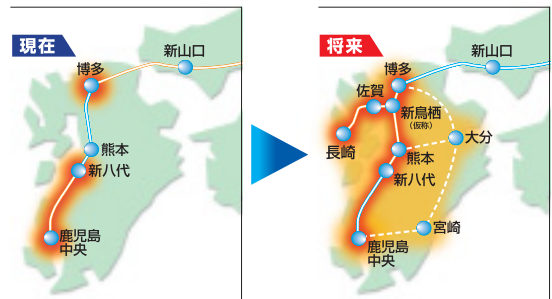 現在
新山口
博多
熊本
新八代
鹿児島
中央
将来
新山口
博多
佐賀
新鳥栖
(仮称)
長崎
大分
熊本
新八代
宮崎
鹿児島
中央